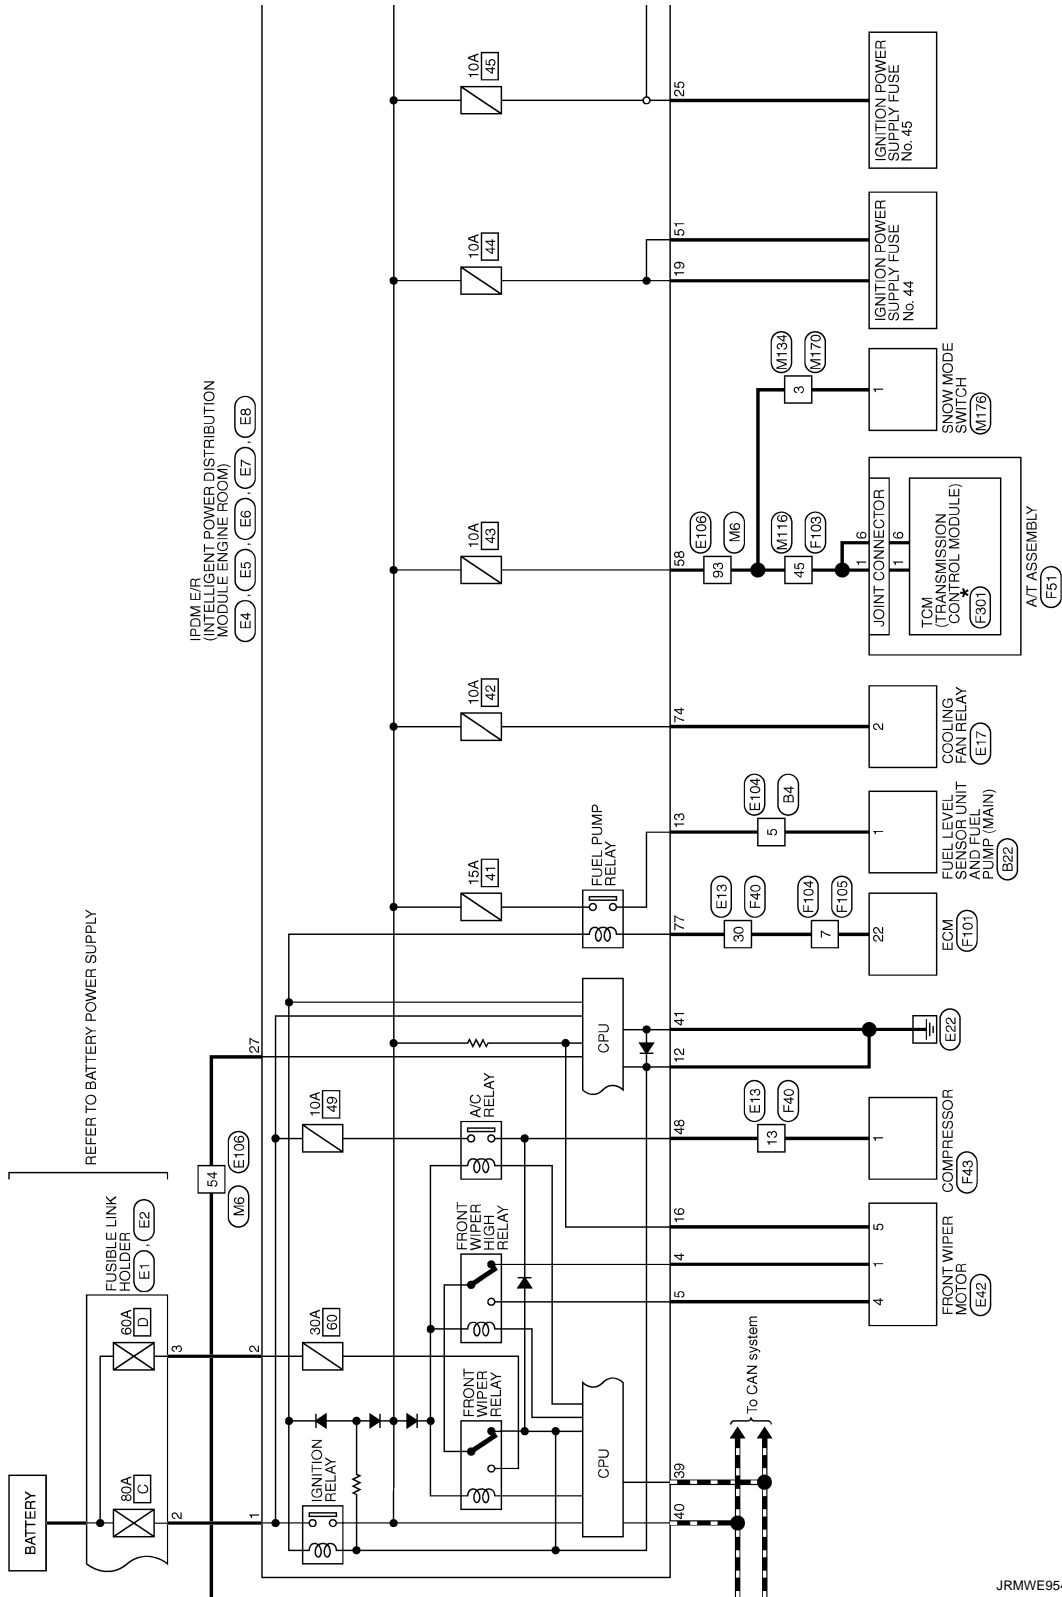 BATTERY
80A
C
60A
D
FUSIBLE LINK
HOLDER
E1 , E2
REFER TO BATTERY POWER SUPPLY
2
3
M6
54
E106
1
2
27
IPDM E/R
(INTELLIGENT POWER DISTRIBUTION
MODULE ENGINE ROOM)
E4 , E5 , E6 , E7 , E8
IGNITION
RELAY
30A
60
10A
49
FRONT
WIPER
RELAY
FRONT
WIPER
HIGH
RELAY
A/C
RELAY
15A
41
10A
42
10A
43
10A
44
10A
45
CPU
CPU
FUEL PUMP
RELAY
40
39
5
4
16
48
12
41
77
13
74
58
19
51
25
To CAN system
13
E13
F40
30
E13
F40
7
F104
F105
5
E104
B4
93
E106
M6
45
M116
F103
3
M134
M170
4
1
5
FRONT WIPER
MOTOR
E42
1
COMPRESSOR
F43
E22
22
ECM
F101
1
FUEL LEVEL
SENSOR UNIT
AND FUEL
PUMP (MAIN)
B22
2
COOLING
FAN RELAY
E17
1
6
JOINT CONNECTOR
1
6
TCM
(TRANSMISSION
CONTROL MODULE)
*
F301
A/T ASSEMBLY
F51
1
SNOW MODE
SWITCH
M176
IGNITION POWER
SUPPLY FUSE
No. 44
IGNITION POWER
SUPPLY FUSE
No. 45